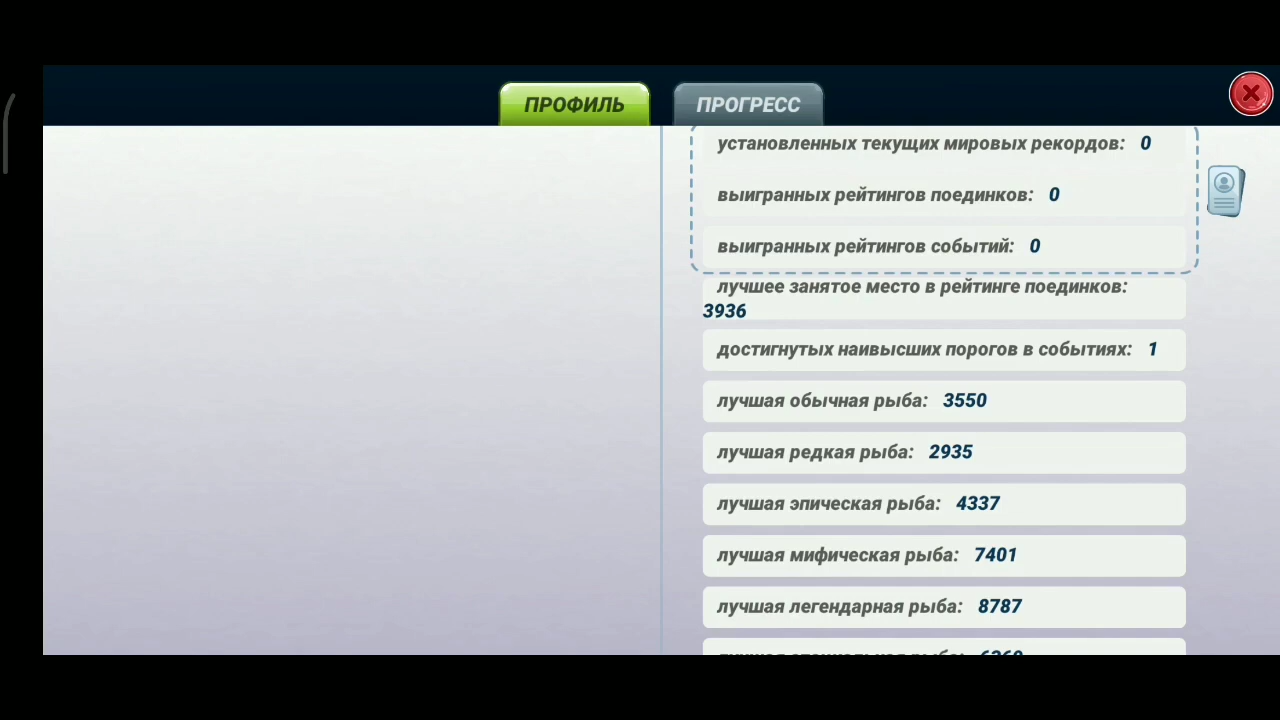 ПРОФИЛЬ
ПРОГРЕСС
установленных текущих мировых рекордов: 0
выигранных рейтингов поединков: 0
выигранных рейтингов событий: 0
лучшее занятое место в рейтинге поединков:
3936
достигнутых наивысших порогов в событиях: 1
лучшая обычная рыба: 3550
лучшая редкая рыба: 2935
лучшая эпическая рыба: 4337
лучшая мифическая рыба: 7401
лучшая легендарная рыба: 8787